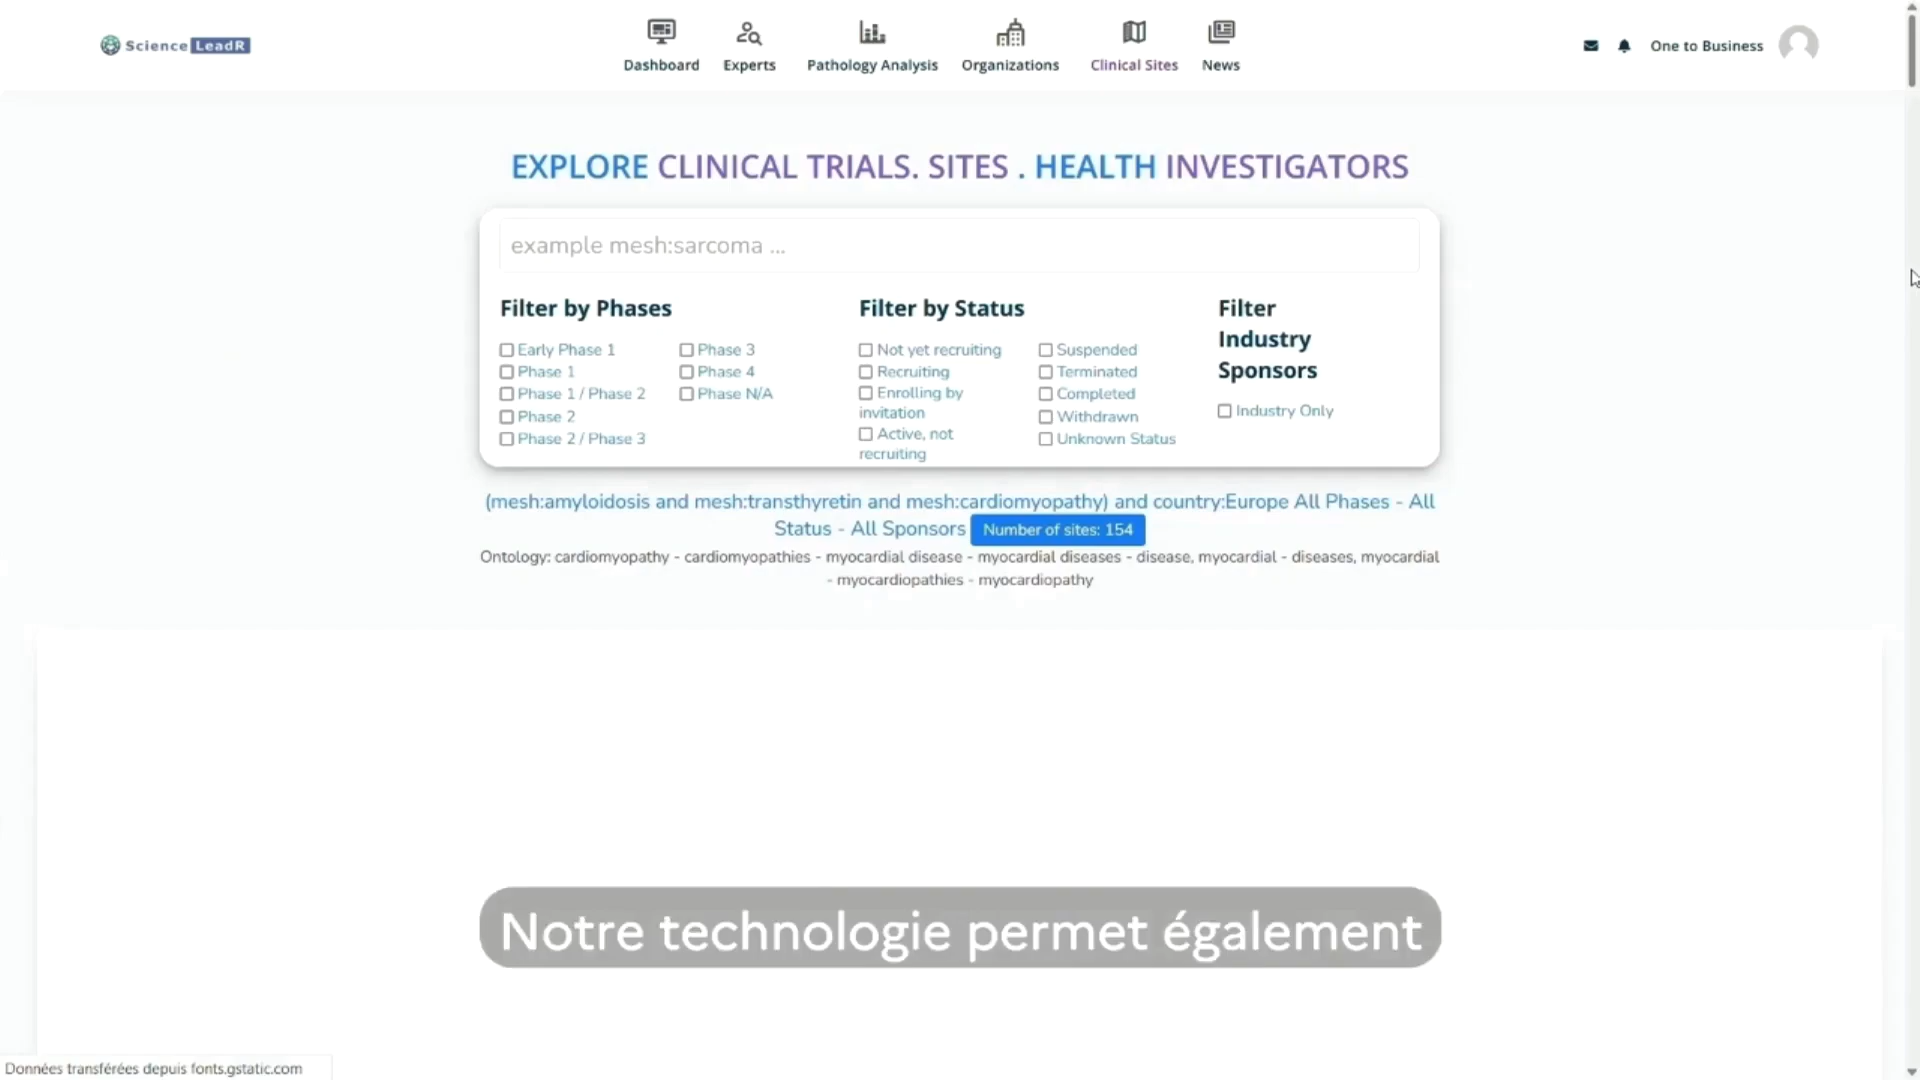 Science LeadR
Dashboard
Experts
Pathology Analysis
Organizations
Clinical Sites
News
One to Business
EXPLORE CLINICAL TRIALS. SITES . HEALTH INVESTIGATORS
example mesh:sarcoma ...
Filter by Phases
Early Phase 1
Phase 1
Phase 1 / Phase 2
Phase 2
Phase 2 / Phase 3
Phase 3
Phase 4
Phase N/A
Filter by Status
Not yet recruiting
Recruiting
Enrolling by
invitation
Active, not
recruiting
Suspended
Terminated
Completed
Withdrawn
Unknown Status
Filter
Industry
Sponsors
Industry Only
(mesh:amyloidosis and mesh:transthyretin and mesh:cardiomyopathy) and country:Europe All Phases - All
Status - All Sponsors Number of sites: 154
Ontology: cardiomyopathy - cardiomyopathies - myocardial disease - myocardial diseases - disease, myocardial - diseases, myocardial
- myocardiopathies - myocardiopathy
Notre technologie permet également
Données transférées depuis fonts.gstatic.com